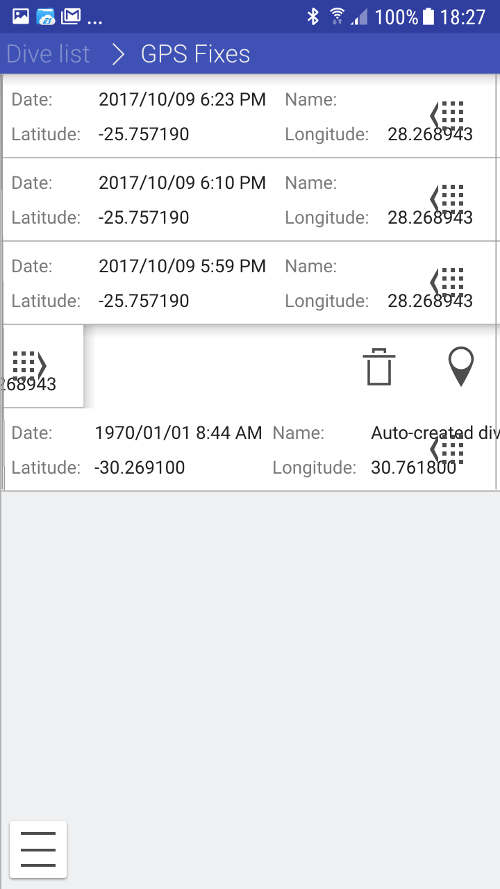 ... 100% 18:27
Dive list GPS Fixes
Date: 2017/10/09 6:23 PM Name:
Latitude: -25.757190 Longitude: 28.268943
Date: 2017/10/09 6:10 PM Name:
Latitude: -25.757190 Longitude: 28.268943
Date: 2017/10/09 5:59 PM Name:
Latitude: -25.757190 Longitude: 28.268943
268943
Date: 1970/01/01 8:44 AM Name: Auto-created div
Latitude: -30.269100 Longitude: 30.761800